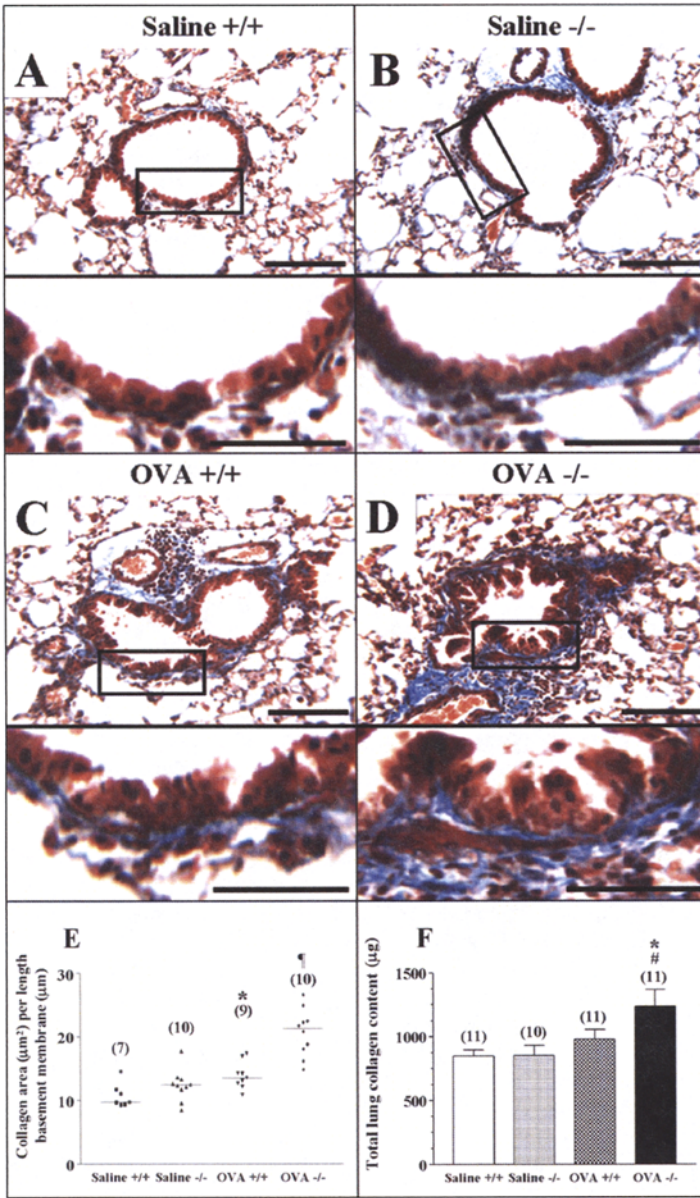 Saline +/+
Saline -/-
A
B
OVA +/+
OVA -/-
C
D
E
Collagen area (μm²) per length
basement membrane (μm)
30
20
10
0
(7)
(10)
*
(9)
¶
(10)
Saline +/+
Saline -/-
OVA +/+
OVA -/-
F
Total lung collagen content (μg)
1500
1000
500
0
(11)
(10)
(11)
*
#
(11)
Saline +/+
Saline -/-
OVA +/+
OVA -/-